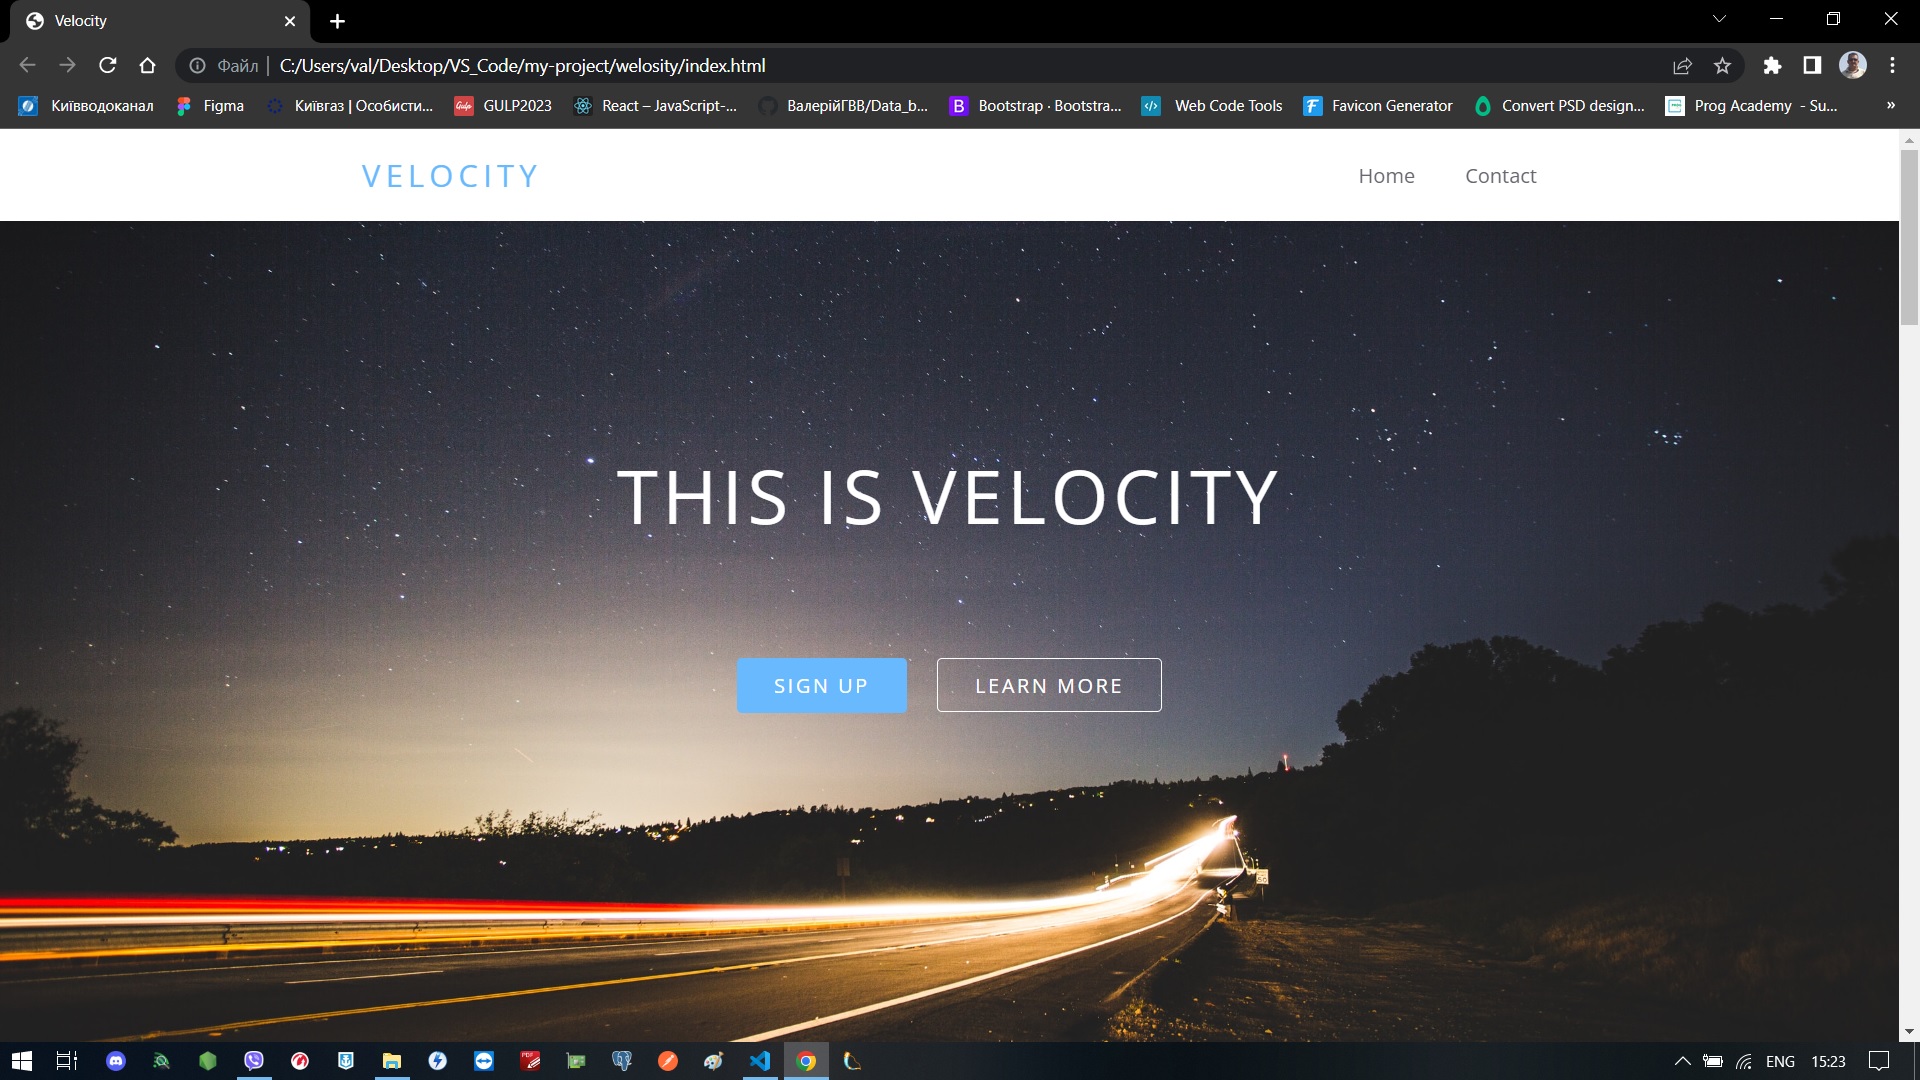 Velocity
Файл
C:/Users/val/Desktop/VS_Code/my-project/welosity/index.html
Київводоканал
Figma
Київгаз | Особисти...
GULP2023
React – JavaScript-...
ВалерійГВВ/Data_b...
Bootstrap · Bootstra...
Web Code Tools
Favicon Generator
Convert PSD design...
Prog Academy - Su...
»
VELOCITY
Home
Contact
THIS IS VELOCITY
SIGN UP
LEARN MORE
ENG
15:23